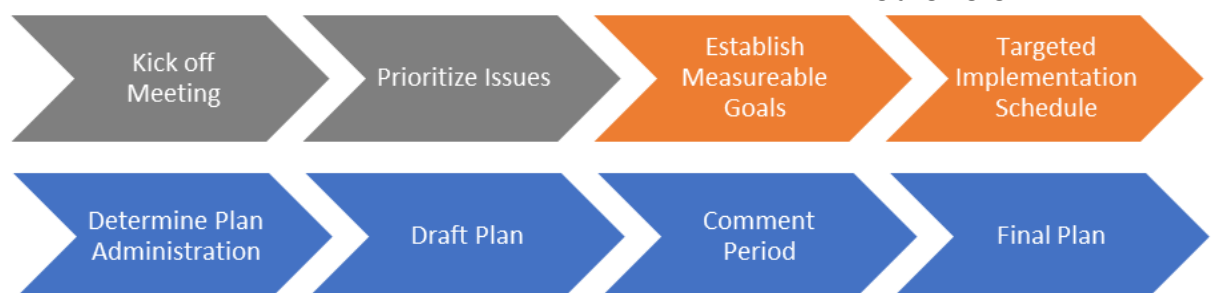 Kick off
Meeting
Prioritize Issues
Establish
Measureable
Goals
Targeted
Implementation
Schedule
Determine Plan
Administration
Draft Plan
Comment
Period
Final Plan